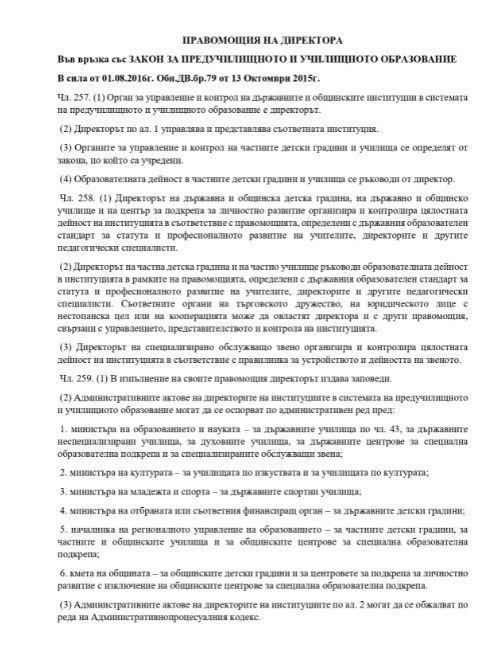 ПРАВОМОЩИЯ НА ДИРЕКТОРА
Във връзка със ЗАКОН ЗА ПРЕДУЧИЛИЩНОТО И УЧИЛИЩНОТО ОБРАЗОВАНИЕ
В сила от 01.08.2016г. Обн.ДВ.бр.79 от 13 Октомври 2015г.
Чл. 257. (1) Орган за управление и контрол на държавните и общинските институции в системата
на предучилищното и училищното образование е директорът.
(2) Директорът по ал. 1 управлява и представлява съответната институция.
(3) Органите за управление и контрол на частните детски градини и училища се определят от
закона, по който са учредени.
(4) Образователната дейност в частните детски градини и училища се ръководи от директор.
Чл. 258. (1) Директорът на държавна и общинска детска градина, на държавно и общинско
училище и на център за подкрепа за личностно развитие организира и контролира цялостната
дейност на институцията в съответствие с правомощията, определени с държавния образователен
стандарт за статута и професионалното развитие на учителите, директорите и другите
педагогически специалисти.
(2) Директорът на частна детска градина и на частно училище ръководи образователната дейност
в институцията в рамките на правомощията, определени с държавния образователен стандарт за
статута и професионалното развитие на учителите, директорите и другите педагогически
специалисти. Съответните органи на търговското дружество, на юридическото лице с
нестопанска цел или на кооперацията може да овластят директора и с други правомощия,
свързани с управлението, представителството и контрола на институцията.
(3) Директорът на специализирано обслужващо звено организира и контролира цялостната
дейност на институцията в съответствие с правилника за устройството и дейността на звеното.
Чл. 259. (1) В изпълнение на своите правомощия директорът издава заповеди.
(2) Административните актове на директорите на институциите в системата на предучилищното
и училищното образование могат да се оспорват по административен ред пред:
1. министъра на образованието и науката – за държавните училища по чл. 43, за държавните
неспециализирани училища, за духовните училища, за държавните центрове за специална
образователна подкрепа и за специализираните обслужващи звена;
2. министъра на културата – за училищата по изкуствата и за училищата по културата;
3. министъра на младежта и спорта – за държавните спортни училища;
4. министъра на отбраната или съответния финансиращ орган – за държавните детски градини;
5. началника на регионалното управление на образованието – за частните детски градини, за
частните и общинските училища и за общинските центрове за специална образователна
подкрепа;
6. кмета на общината – за общинските детски градини и за центровете за подкрепа за личностно
развитие с изключение на общинските центрове за специална образователна подкрепа.
(3) Административните актове на директорите на институциите по ал. 2 могат да се обжалват по
реда на Административнопроцесуалния кодекс.